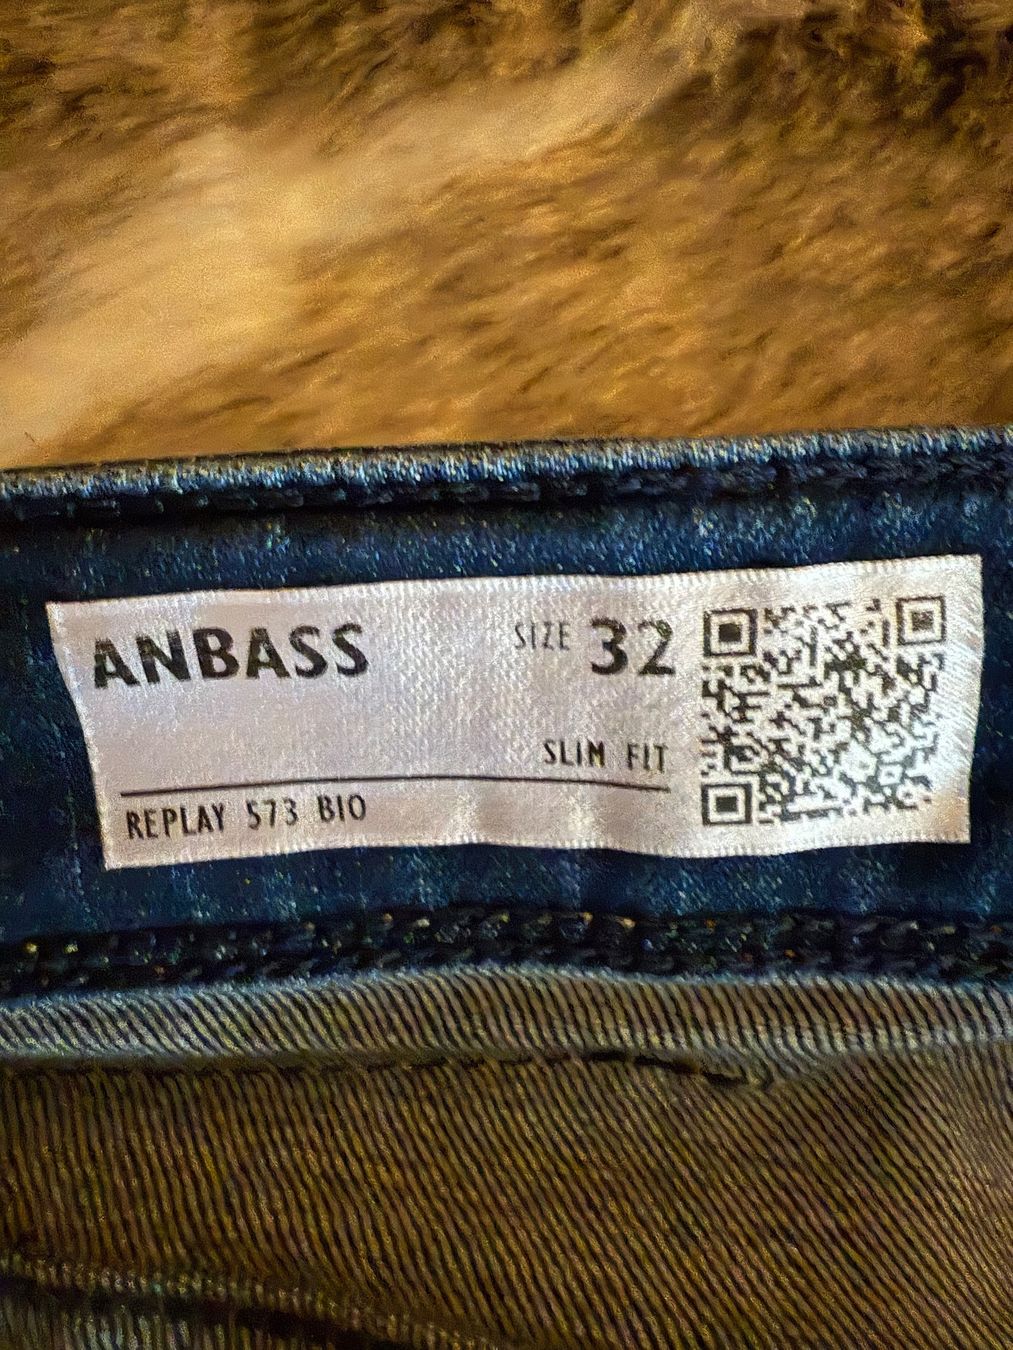 ANBASS
SIZE 32
SLIM FIT
REPLAY 573 BIO